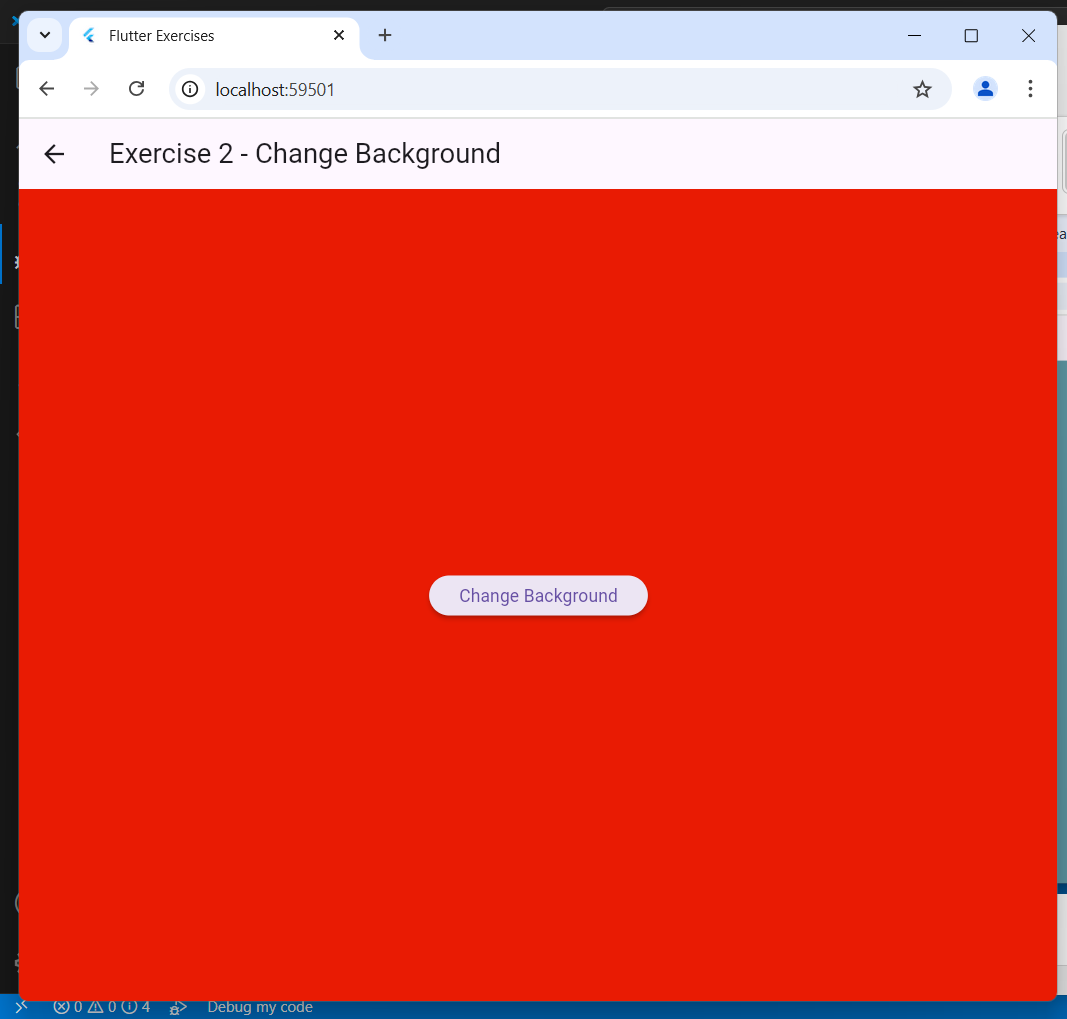 Flutter Exercises
localhost:59501
Exercise 2 - Change Background
Change Background
0 0 4 Debug my code